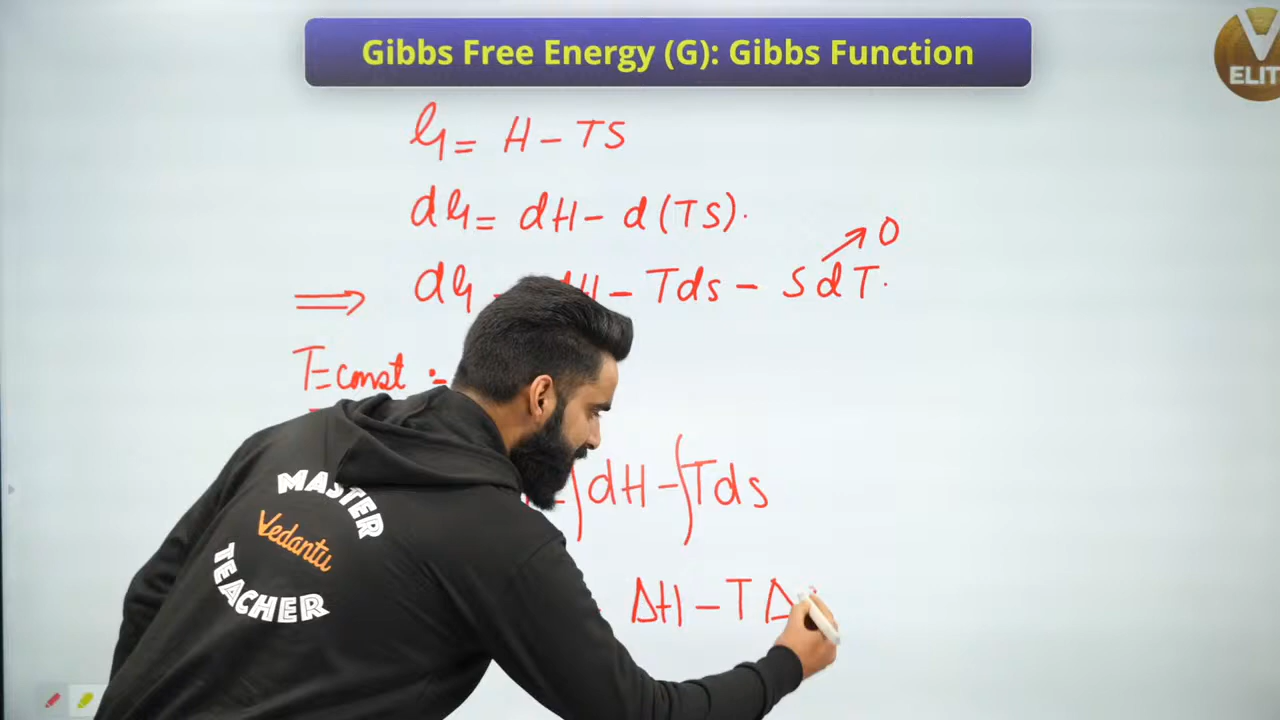 Gibbs Free Energy (G): Gibbs Function
V
ELIT
G = H - TS
dG = dH - d(TS).
0
⟹ dG - dH - Tds - SdT.
T=const :-
∫dH - ∫Tds
ΔH - TΔ
MASTER
Vedantu
TEACHER